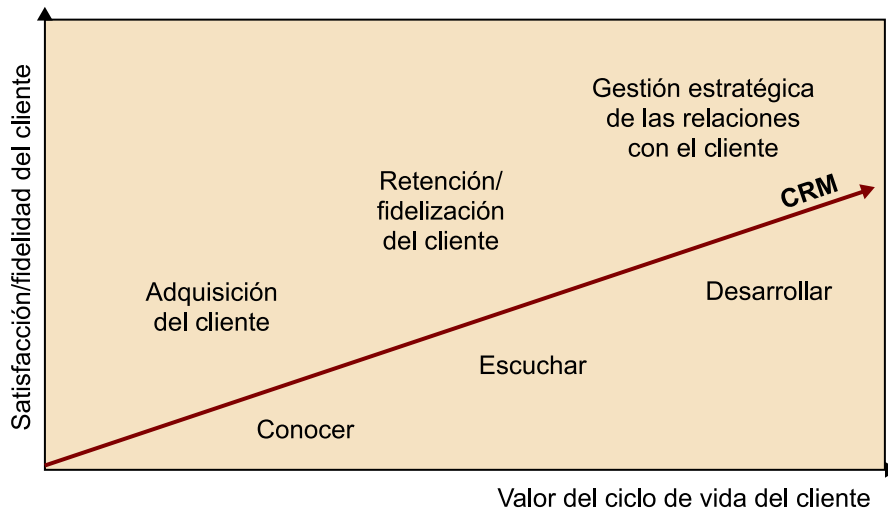 Satisfacción/fidelidad del cliente
Gestión estratégica
de las relaciones
con el cliente
CRM
Retención/
fidelización
del cliente
Desarrollar
Adquisición
del cliente
Escuchar
Conocer
Valor del ciclo de vida del cliente